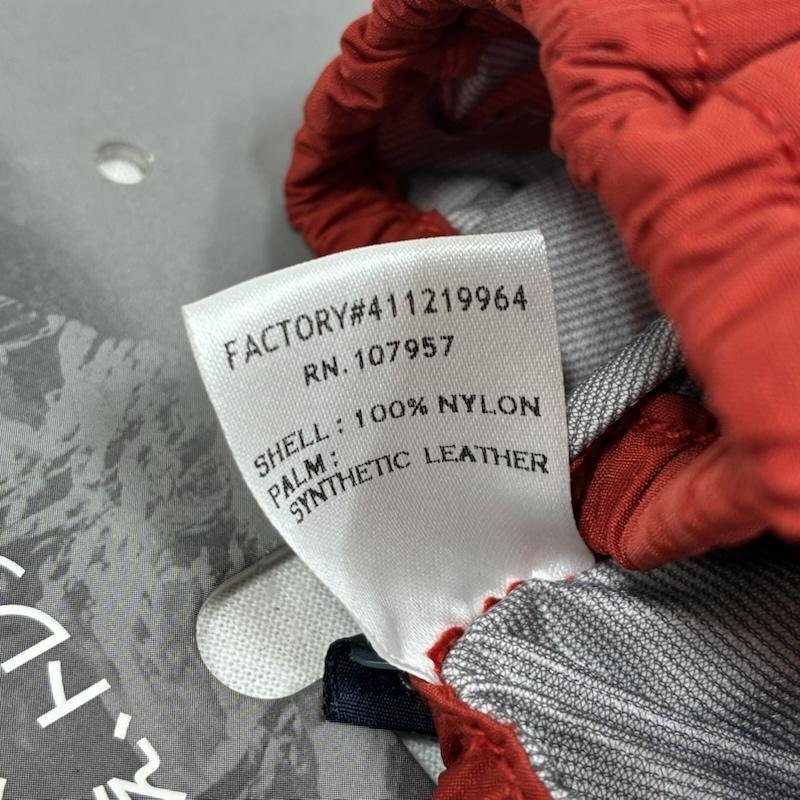 FACTORY#411219964
RN.107957
SHELL: 100% NYLON
PALM:
SYNTHETIC LEATHER